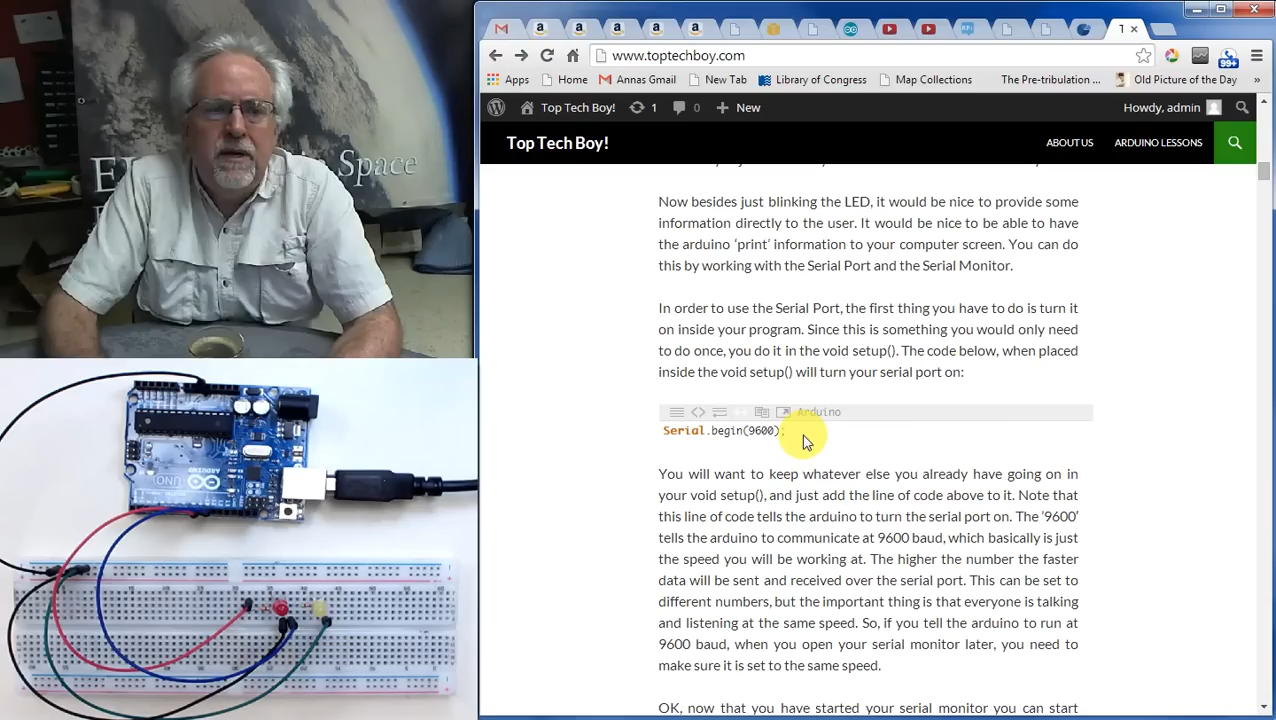 www.toptechboy.com
Apps Home Annas Gmail New Tab Library of Congress Map Collections The Pre-tribulation ... Old Picture of the Day »
99+
Top Tech Boy! 1 0 New Howdy, admin
Top Tech Boy! ABOUT US ARDUINO LESSONS
Now besides just blinking the LED, it would be nice to provide some
information directly to the user. It would be nice to be able to have
the arduino ‘print’ information to your computer screen. You can do
this by working with the Serial Port and the Serial Monitor.
In order to use the Serial Port, the first thing you have to do is turn it
on inside your program. Since this is something you would only need
to do once, you do it in the void setup(). The code below, when placed
inside the void setup() will turn your serial port on:
Arduino
Serial.begin(9600);
You will want to keep whatever else you already have going on in
your void setup(), and just add the line of code above to it. Note that
this line of code tells the arduino to turn the serial port on. The ‘9600’
tells the arduino to communicate at 9600 baud, which basically is just
the speed you will be working at. The higher the number the faster
data will be sent and received over the serial port. This can be set to
different numbers, but the important thing is that everyone is talking
and listening at the same speed. So, if you tell the arduino to run at
9600 baud, when you open your serial monitor later, you need to
make sure it is set to the same speed.
OK, now that you have started your serial monitor you can start
Space
ARDUINO
UNO